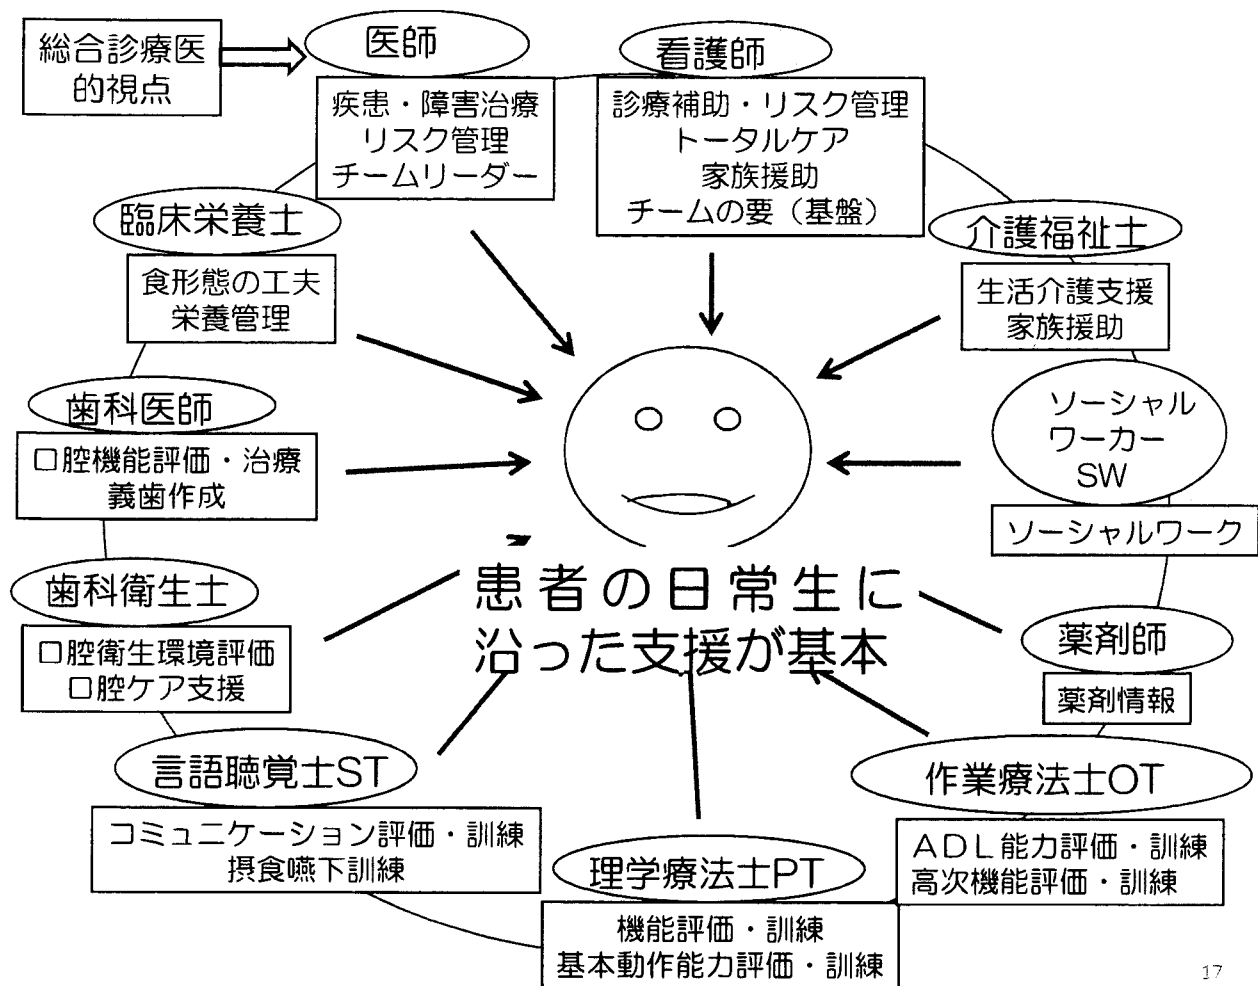 総合診療医
的視点
医師
疾患・障害治療
リスク管理
チームリーダー
看護師
診療補助・リスク管理
トータルケア
家族援助
チームの要（基盤）
介護福祉士
生活介護支援
家族援助
ソーシャル
ワーカー
SW
ソーシャルワーク
薬剤師
薬剤情報
作業療法士OT
ＡＤＬ能力評価・訓練
高次機能評価・訓練
理学療法士PT
機能評価・訓練
基本動作能力評価・訓練
言語聴覚士ST
コミュニケーション評価・訓練
摂食嚥下訓練
歯科衛生士
口腔衛生環境評価
口腔ケア支援
歯科医師
口腔機能評価・治療
義歯作成
臨床栄養士
食形態の工夫
栄養管理
患者の日常生に
沿った支援が基本
17